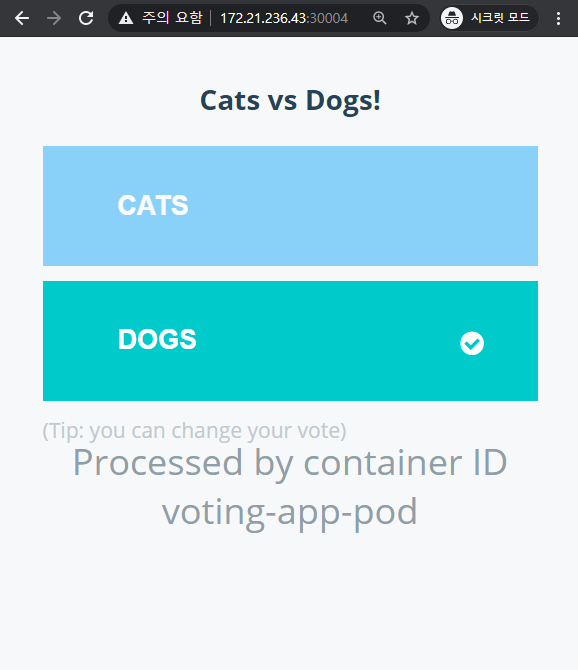 주의 요함 172.21.236.43:30004 시크릿 모드
Cats vs Dogs!
CATS
DOGS
(Tip: you can change your vote)
Processed by container ID
voting-app-pod